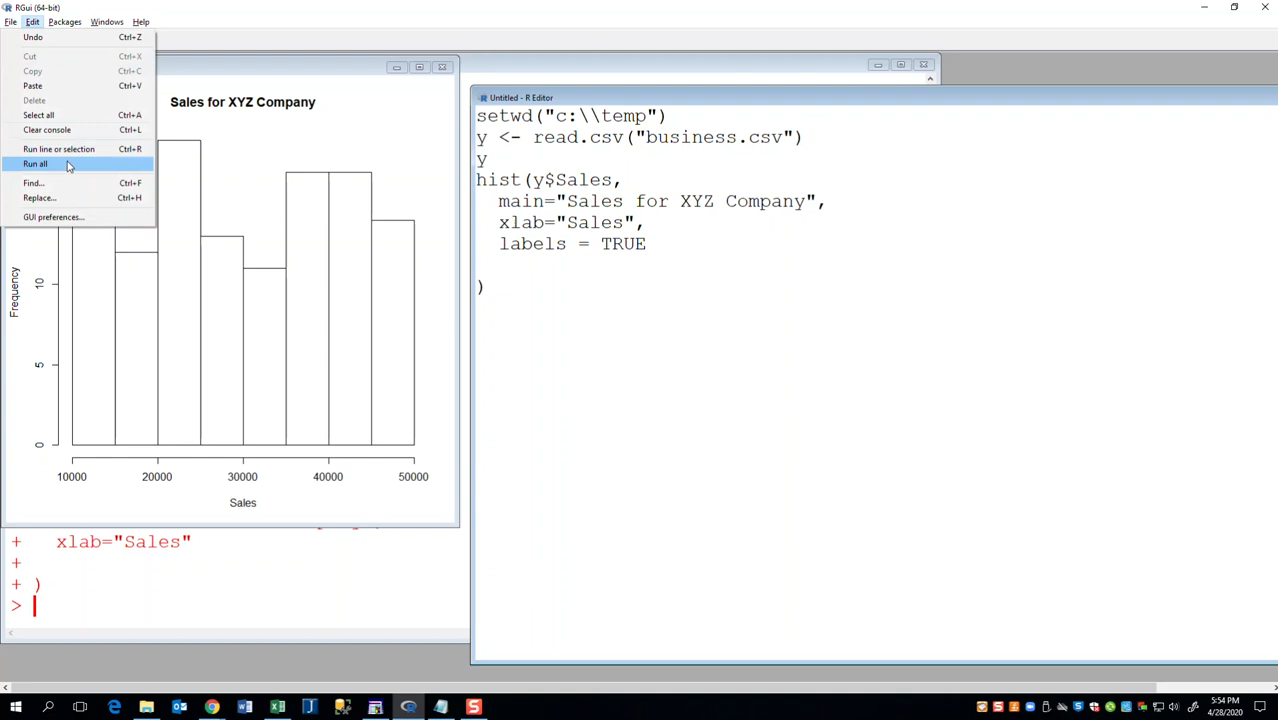 RGui (64-bit)
File Edit Packages Windows Help
Undo Ctrl+Z
Cut Ctrl+X
Copy Ctrl+C
Paste Ctrl+V
Delete
Select all Ctrl+A
Clear console Ctrl+L
Run line or selection Ctrl+R
Run all
Find... Ctrl+F
Replace... Ctrl+H
GUI preferences...
Sales for XYZ Company
10
5
0
Frequency
10000 20000 30000 40000 50000
Sales
+ xlab="Sales"
+
+ )
>
Untitled - R Editor
setwd("c:\\temp")
y <- read.csv("business.csv")
y
hist(y$Sales,
main="Sales for XYZ Company",
xlab="Sales",
labels = TRUE
)
5:54 PM
4/28/2020